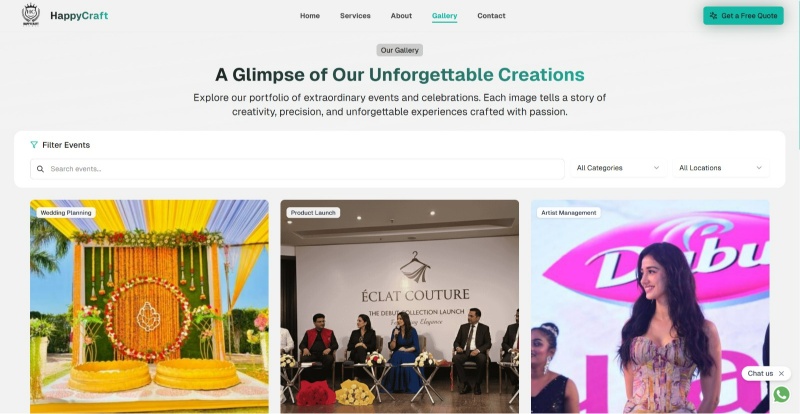 HAPPYCRAFT
HappyCraft
Home
Services
About
Gallery
Contact
Get a Free Quote
Our Gallery
A Glimpse of Our Unforgettable Creations
Explore our portfolio of extraordinary events and celebrations. Each image tells a story of
creativity, precision, and unforgettable experiences crafted with passion.
Filter Events
Search events...
All Categories
All Locations
Wedding Planning
Product Launch
Artist Management
ÉCLAT COUTURE
THE DEBUT COLLECTION LAUNCH
Elegance
Dabu
Chat us